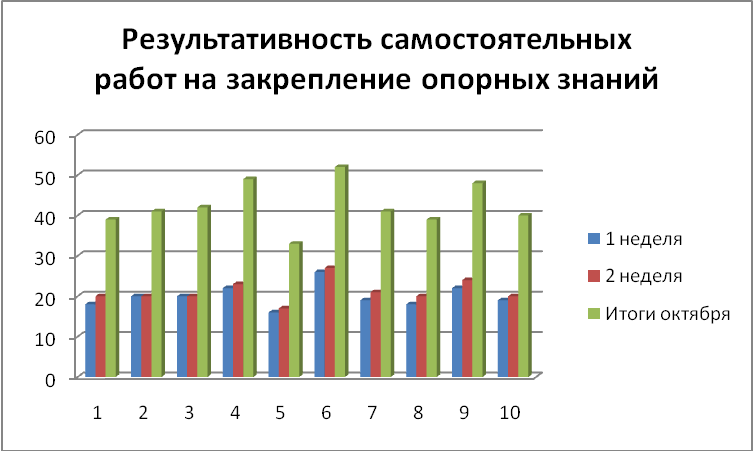 Результативность самостоятельных
работ на закрепление опорных знаний
60
50
40
30
20
10
0
1 2 3 4 5 6 7 8 9 10
1 неделя
2 неделя
Итоги октября